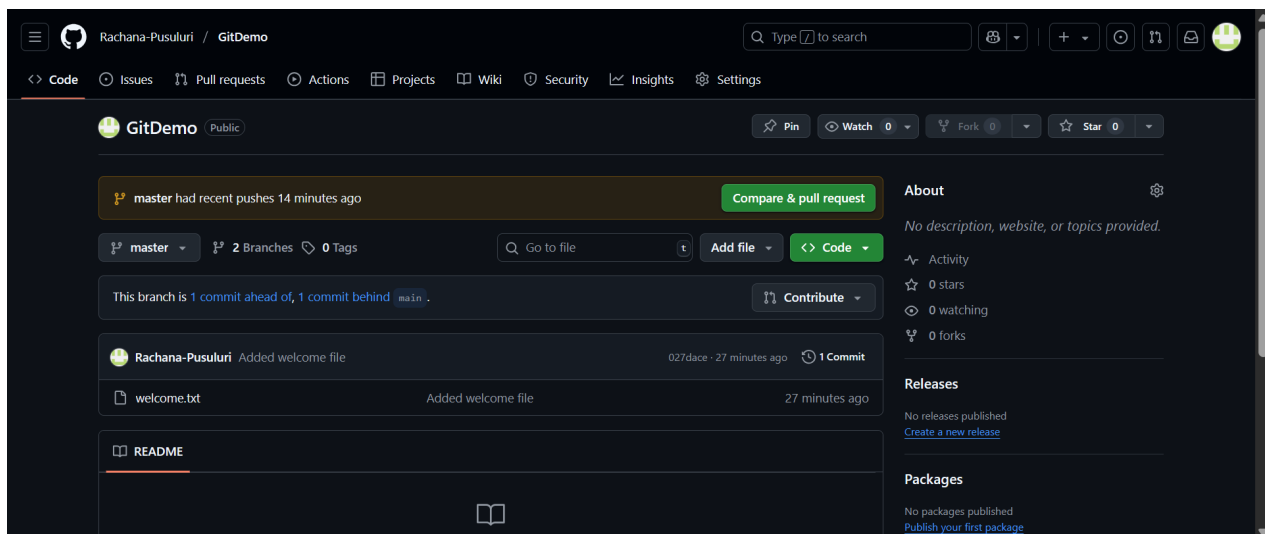 Rachana-Pusuluri / GitDemo
Type / to search
Code Issues Pull requests Actions Projects Wiki Security Insights Settings
GitDemo Public
Pin Watch 0 Fork 0 Star 0
master had recent pushes 14 minutes ago Compare & pull request
master 2 Branches 0 Tags Go to file t Add file <> Code
This branch is 1 commit ahead of, 1 commit behind main .
Contribute
Rachana-Pusuluri Added welcome file 027dace · 27 minutes ago 1 Commit
welcome.txt Added welcome file 27 minutes ago
README
About
No description, website, or topics provided.
Activity
0 stars
0 watching
0 forks
Releases
No releases published
Create a new release
Packages
No packages published
Publish your first package